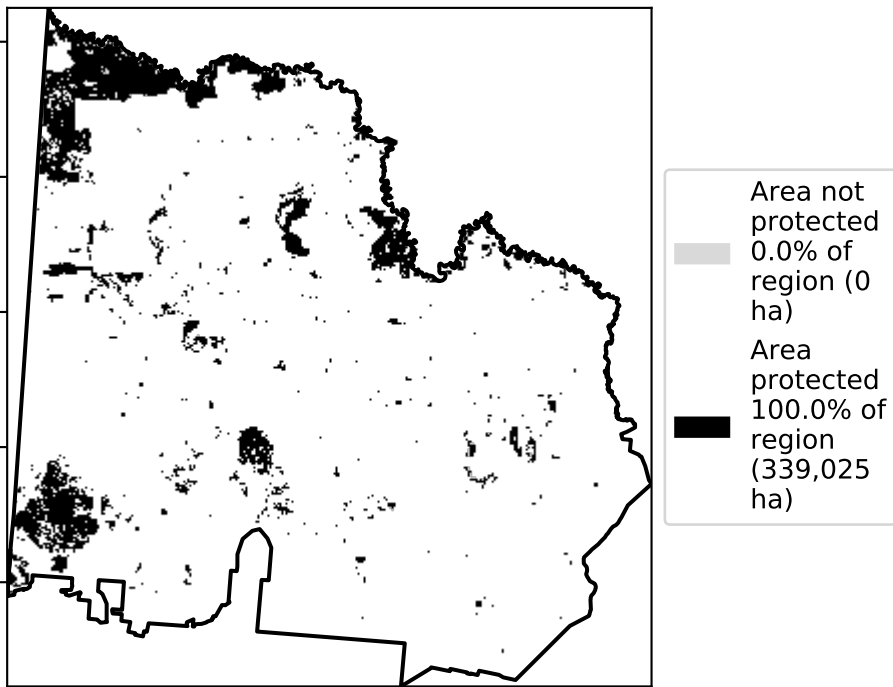 Area not
protected
0.0% of
region (0
ha)
Area
protected
100.0% of
region
(339,025
ha)